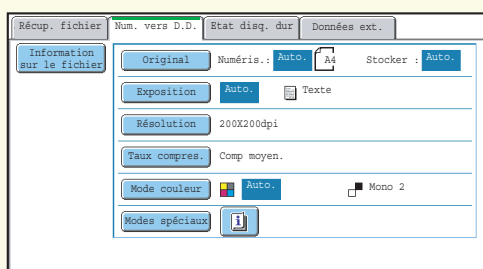 Récup. fichier Num. vers D.D. Etat disq. dur Données ext.
Information
sur le fichier
Original Numéris.: Auto. A4 Stocker : Auto.
Exposition Auto. Texte
Résolution 200X200dpi
Taux compres. Comp moyen.
Mode couleur Auto. Mono 2
Modes spéciaux